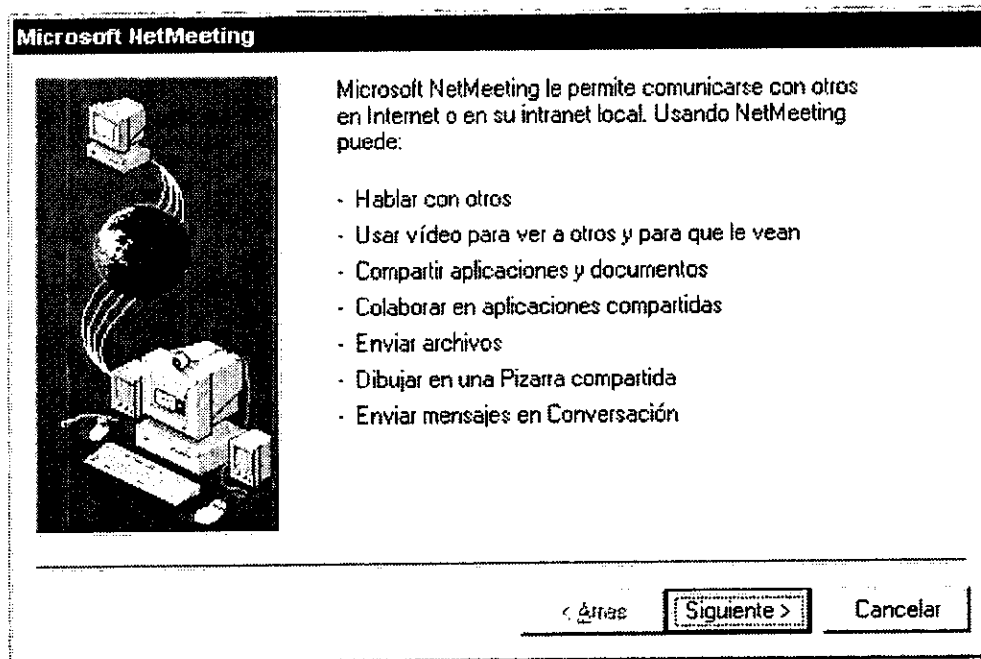 Microsoft NetMeeting
Microsoft NetMeeting le permite comunicarse con otros
en Internet o en su intranet local. Usando NetMeeting
puede:
- Hablar con otros
- Usar vídeo para ver a otros y para que le vean
- Compartir aplicaciones y documentos
- Colaborar en aplicaciones compartidas
- Enviar archivos
- Dibujar en una Pizarra compartida
- Enviar mensajes en Conversación
< Atrás
Siguiente >
Cancelar